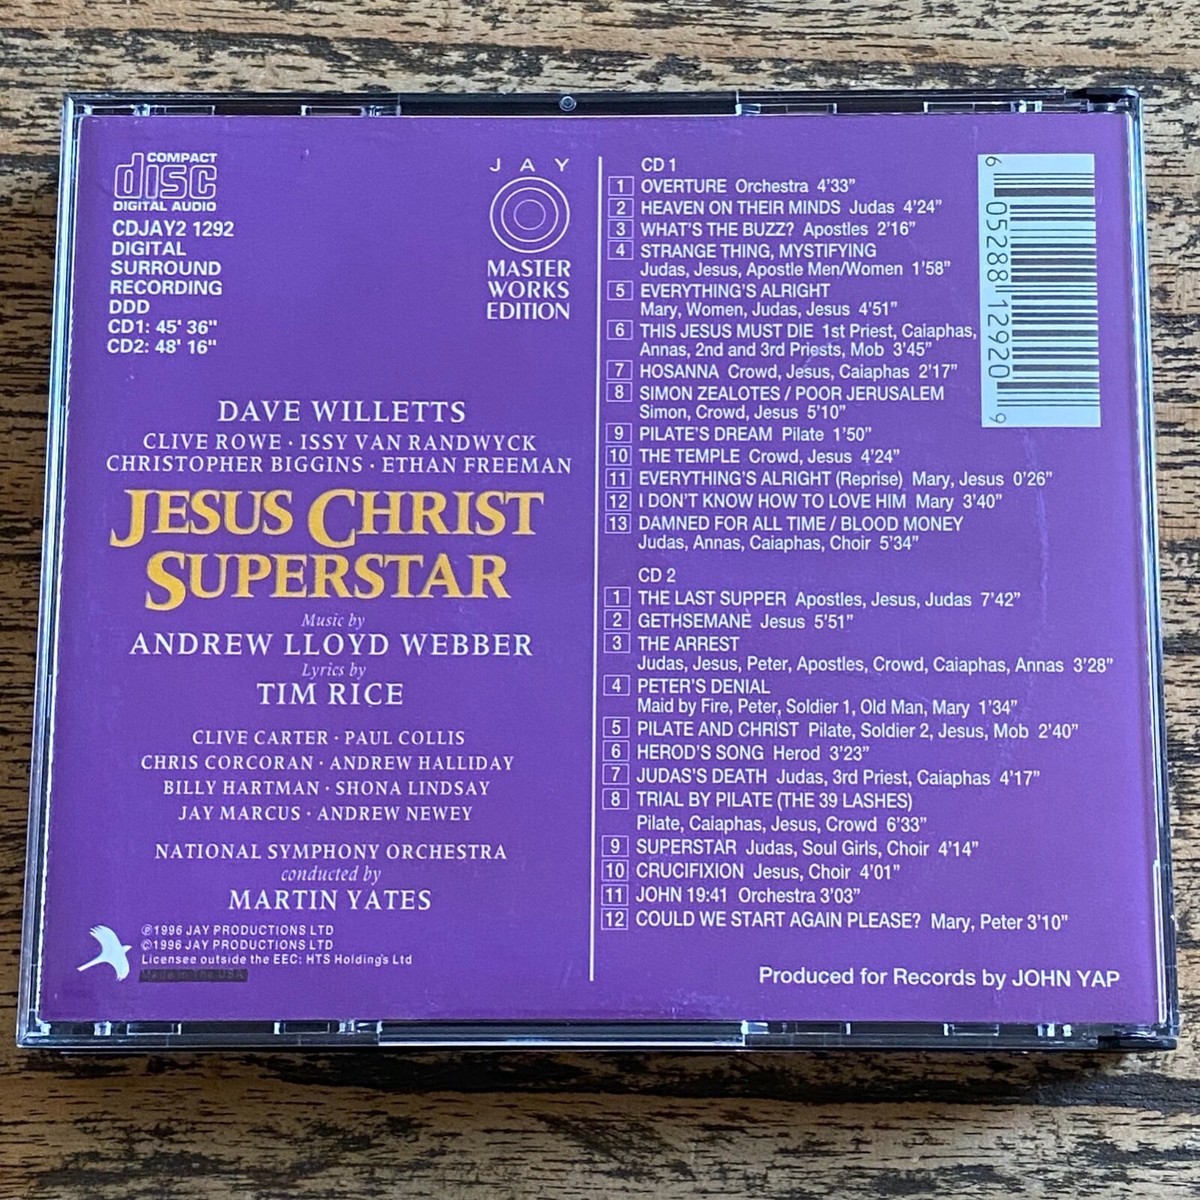 COMPACT
disc
DIGITAL AUDIO
CDJAY2 1292
DIGITAL
SURROUND
RECORDING
DDD
CD1: 45' 36"
CD2: 48' 16"
JAY
MASTER
WORKS
EDITION
DAVE WILLETTS
CLIVE ROWE · ISSY VAN RANDWYCK
CHRISTOPHER BIGGINS · ETHAN FREEMAN
JESUS CHRIST
SUPERSTAR
Music by
ANDREW LLOYD WEBBER
Lyrics by
TIM RICE
CLIVE CARTER · PAUL COLLIS
CHRIS CORCORAN · ANDREW HALLIDAY
BILLY HARTMAN · SHONA LINDSAY
JAY MARCUS · ANDREW NEWEY
NATIONAL SYMPHONY ORCHESTRA
conducted by
MARTIN YATES
℗1996 JAY PRODUCTIONS LTD
©1996 JAY PRODUCTIONS LTD
Licensee outside the EEC: HTS Holding's Ltd
Made in The USA
CD 1
1 OVERTURE Orchestra 4'33"
2 HEAVEN ON THEIR MINDS Judas 4'24"
3 WHAT'S THE BUZZ? Apostles 2'16"
4 STRANGE THING, MYSTIFYING
Judas, Jesus, Apostle Men/Women 1'58"
5 EVERYTHING'S ALRIGHT
Mary, Women, Judas, Jesus 4'51"
6 THIS JESUS MUST DIE 1st Priest, Caiaphas,
Annas, 2nd and 3rd Priests, Mob 3'45"
7 HOSANNA Crowd, Jesus, Caiaphas 2'17"
8 SIMON ZEALOTES / POOR JERUSALEM
Simon, Crowd, Jesus 5'10"
9 PILATE'S DREAM Pilate 1'50"
10 THE TEMPLE Crowd, Jesus 4'24"
11 EVERYTHING'S ALRIGHT (Reprise) Mary, Jesus 0'26"
12 I DON'T KNOW HOW TO LOVE HIM Mary 3'40"
13 DAMNED FOR ALL TIME / BLOOD MONEY
Judas, Annas, Caiaphas, Choir 5'34"
CD 2
1 THE LAST SUPPER Apostles, Jesus, Judas 7'42"
2 GETHSEMANE Jesus 5'51"
3 THE ARREST
Judas, Jesus, Peter, Apostles, Crowd, Caiaphas, Annas 3'28"
4 PETER'S DENIAL
Maid by Fire, Peter, Soldier 1, Old Man, Mary 1'34"
5 PILATE AND CHRIST Pilate, Soldier 2, Jesus, Mob 2'40"
6 HEROD'S SONG Herod 3'23"
7 JUDAS'S DEATH Judas, 3rd Priest, Caiaphas 4'17"
8 TRIAL BY PILATE (THE 39 LASHES)
Pilate, Caiaphas, Jesus, Crowd 6'33"
9 SUPERSTAR Judas, Soul Girls, Choir 4'14"
10 CRUCIFIXION Jesus, Choir 4'01"
11 JOHN 19:41 Orchestra 3'03"
12 COULD WE START AGAIN PLEASE? Mary, Peter 3'10"
Produced for Records by JOHN YAP
6 05288 12920 9